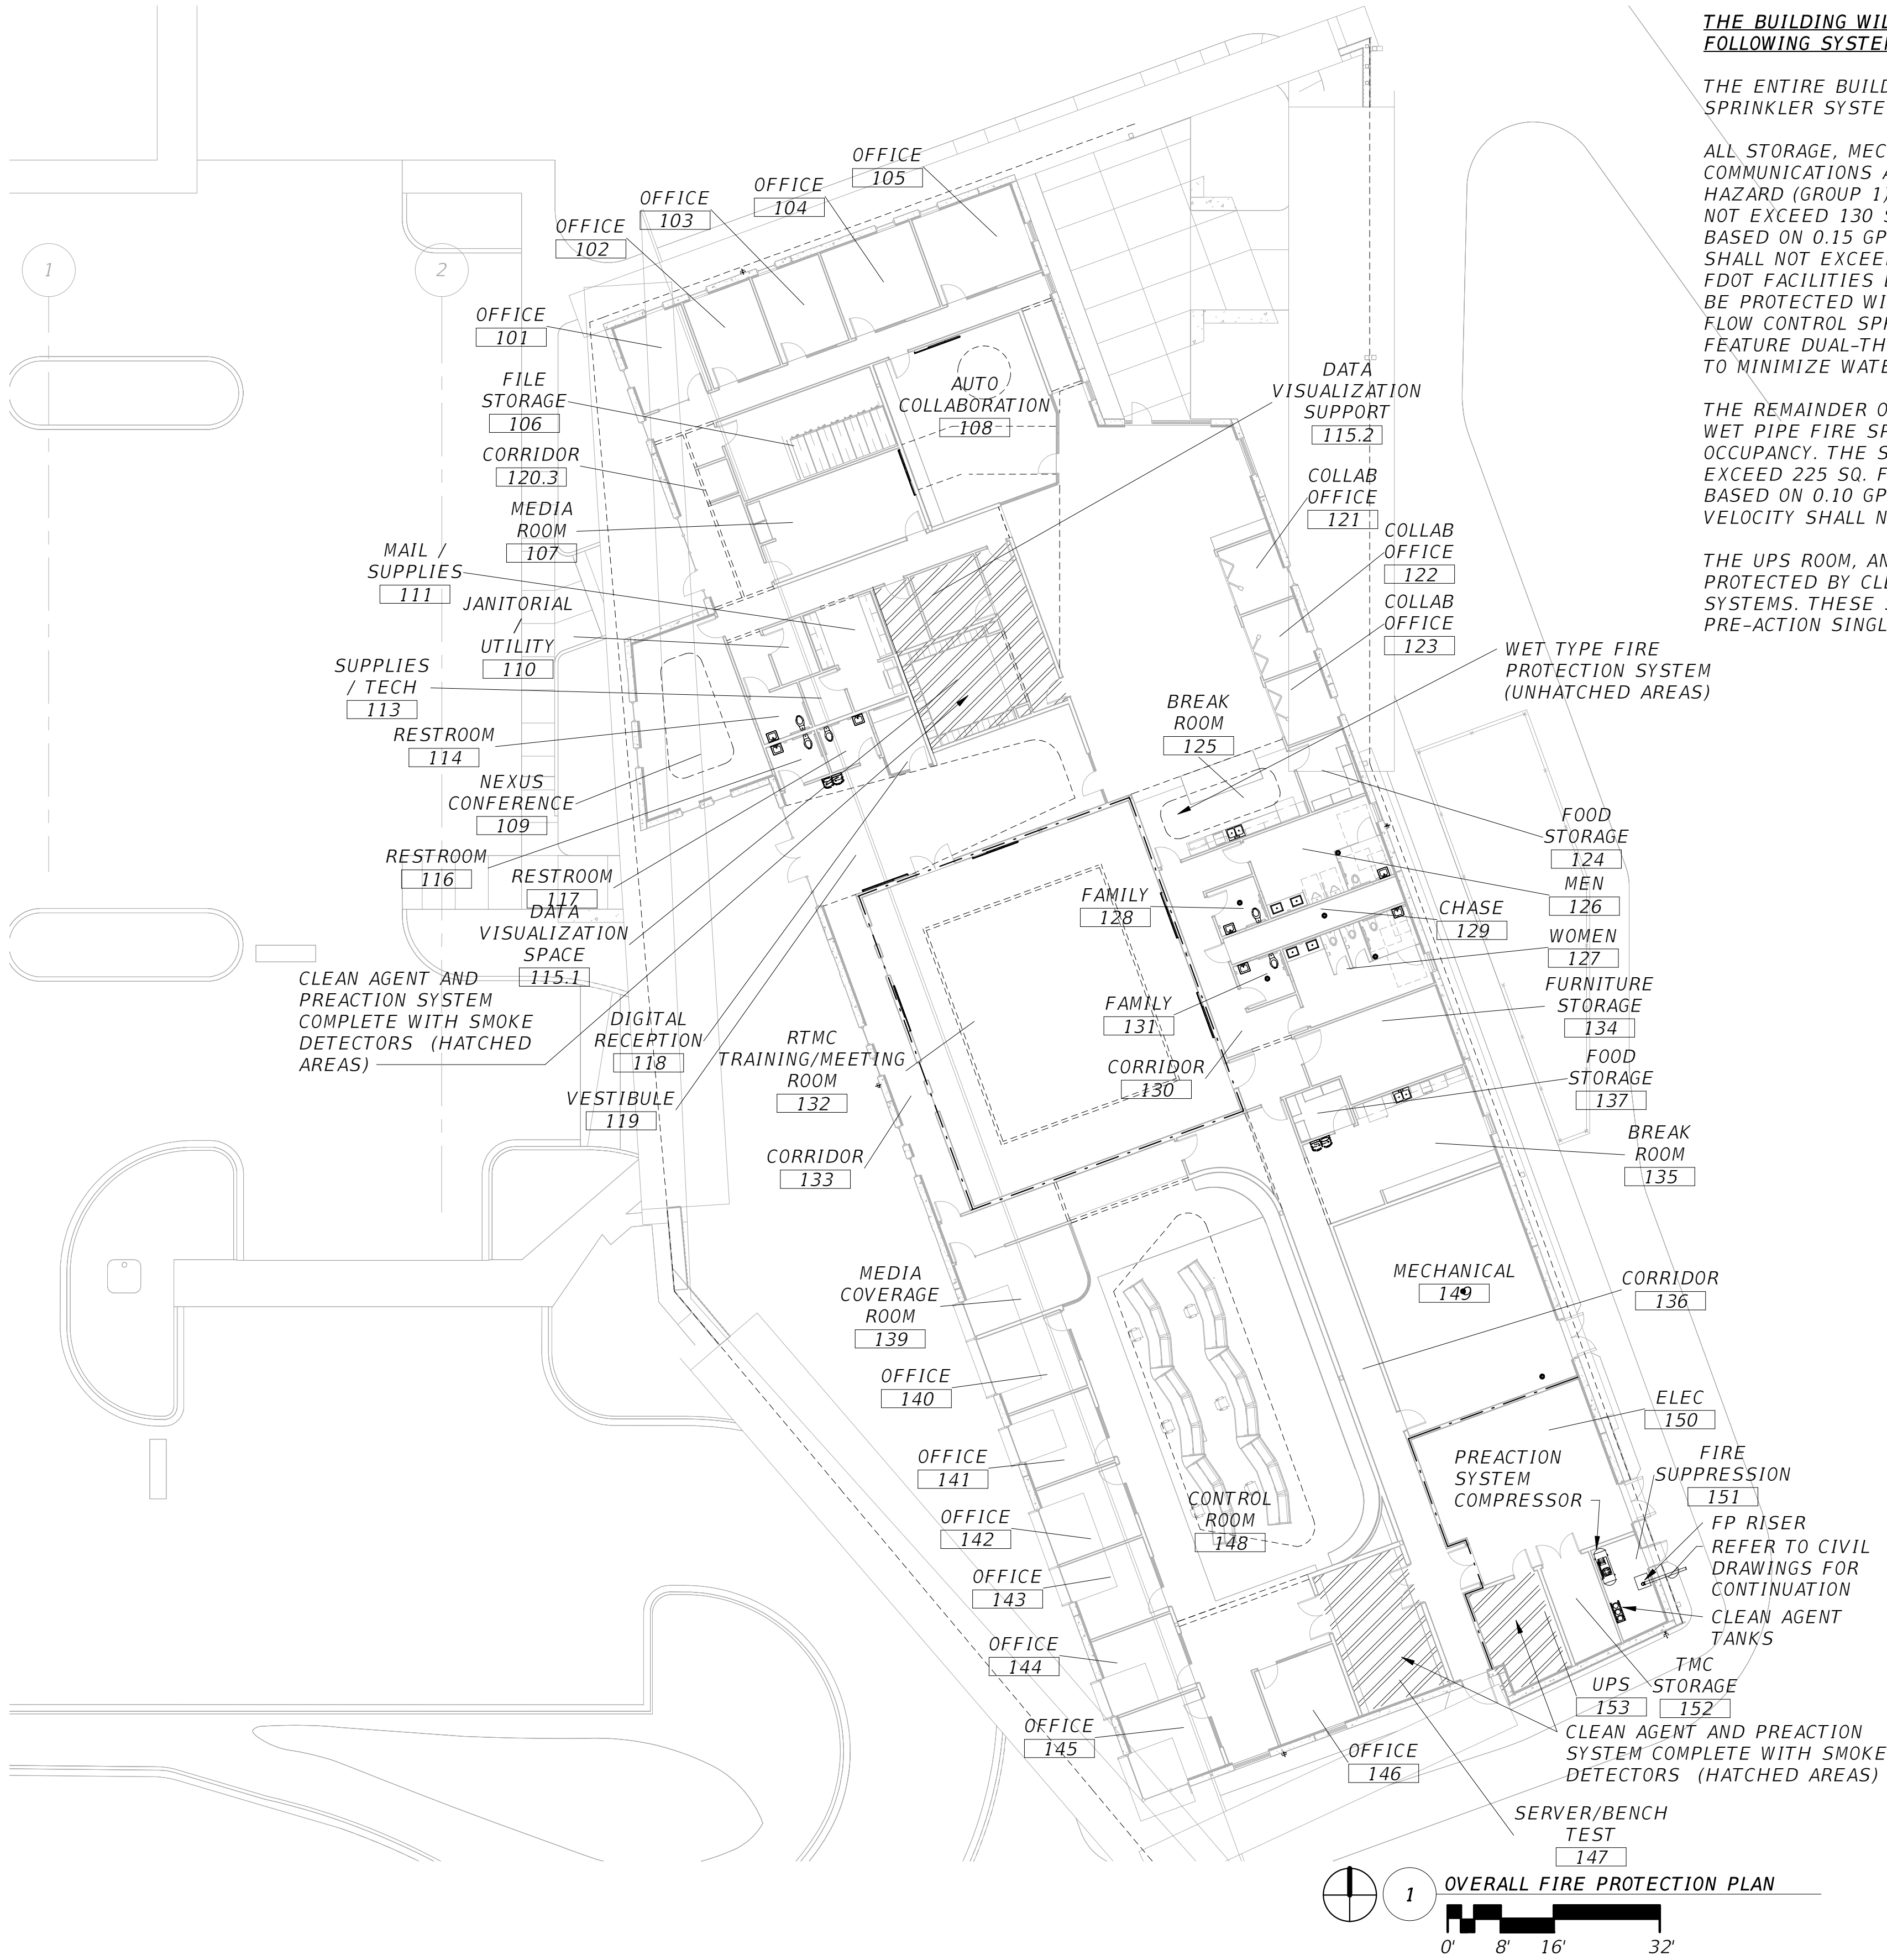 THE BUILDING WIL
FOLLOWING SYSTEM
THE ENTIRE BUILD
SPRINKLER SYSTE
ALL STORAGE, MEC
COMMUNICATIONS A
HAZARD (GROUP 1)
NOT EXCEED 130 S
BASED ON 0.15 GP
SHALL NOT EXCEE
FDOT FACILITIES
BE PROTECTED WI
FLOW CONTROL SP
FEATURE DUAL-TH
TO MINIMIZE WATE
THE REMAINDER O
WET PIPE FIRE SP
OCCUPANCY. THE S
EXCEED 225 SQ. F
BASED ON 0.10 GP
VELOCITY SHALL N
THE UPS ROOM, AN
PROTECTED BY CLE
SYSTEMS. THESE
PRE-ACTION SINGL
1
2
OFFICE
105
OFFICE
104
OFFICE
103
OFFICE
102
OFFICE
101
FILE
STORAGE
106
AUTO
COLLABORATION
108
CORRIDOR
120.3
MEDIA
ROOM
107
DATA
VISUALIZATION
SUPPORT
115.2
COLLAB
OFFICE
121
COLLAB
OFFICE
122
COLLAB
OFFICE
123
MAIL /
SUPPLIES
111
JANITORIAL
/
UTILITY
110
SUPPLIES
/ TECH
113
RESTROOM
114
NEXUS
CONFERENCE
109
RESTROOM
116
RESTROOM
117
DATA
VISUALIZATION
SPACE
115.1
WET TYPE FIRE
PROTECTION SYSTEM
(UNHATCHED AREAS)
BREAK
ROOM
125
FOOD
STORAGE
124
MEN
126
CHASE
129
WOMEN
127
FAMILY
128
FAMILY
131
CORRIDOR
130
FURNITURE
STORAGE
134
FOOD
STORAGE
137
BREAK
ROOM
135
CLEAN AGENT AND
PREACTION SYSTEM
COMPLETE WITH SMOKE
DETECTORS (HATCHED
AREAS)
DIGITAL
RECEPTION
118
VESTIBULE
119
RTMC
TRAINING/MEETING
ROOM
132
CORRIDOR
133
MEDIA
COVERAGE
ROOM
139
OFFICE
140
OFFICE
141
OFFICE
142
OFFICE
143
OFFICE
144
OFFICE
145
OFFICE
146
CONTROL
ROOM
148
MECHANICAL
149
CORRIDOR
136
ELEC
150
PREACTION
SYSTEM
COMPRESSOR
FIRE
SUPPRESSION
151
FP RISER
REFER TO CIVIL
DRAWINGS FOR
CONTINUATION
CLEAN AGENT
TANKS
TMC
STORAGE
152
UPS
153
CLEAN AGENT AND PREACTION
SYSTEM COMPLETE WITH SMOKE
DETECTORS (HATCHED AREAS)
SERVER/BENCH
TEST
147
1
OVERALL FIRE PROTECTION PLAN
0' 8' 16' 32'